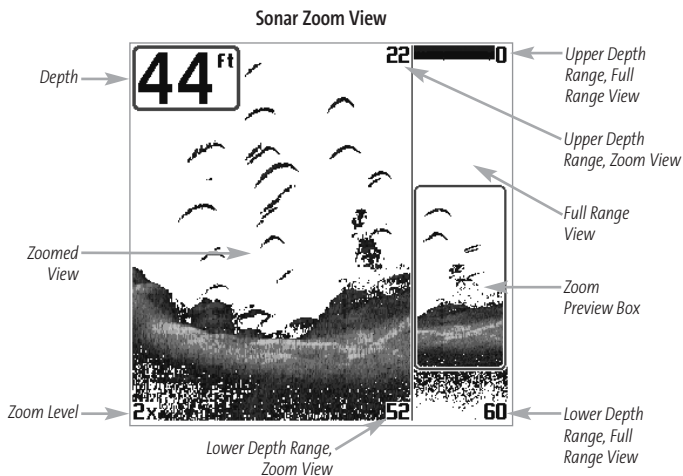 Sonar Zoom View
Depth
44 Ft
22
0
Upper Depth
Range, Full
Range View
Upper Depth
Range, Zoom View
Full Range
View
Zoomed
View
Zoom
Preview Box
Zoom Level
2x
52
60
Lower Depth Range,
Zoom View
Lower Depth
Range, Full
Range View